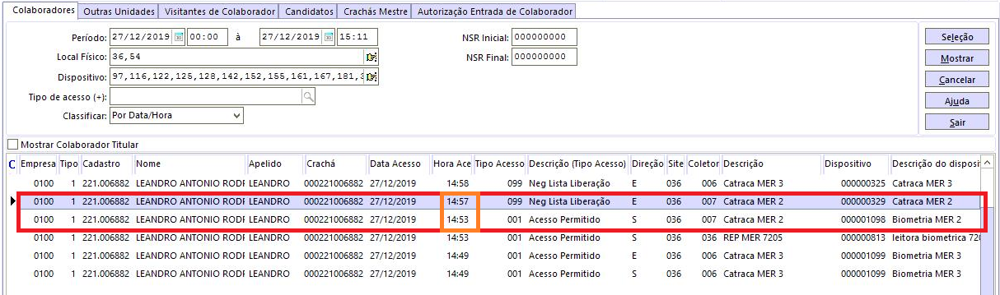 Colaboradores Outras Unidades Visitantes de Colaborador Candidatos Crachás Mestre Autorização Entrada de Colaborador
Período: 27/12/2019 00:00 à 27/12/2019 15:11 NSR Inicial: 000000000 Seleção
Local Físico: 36,54 NSR Final: 000000000 Mostrar
Dispositivo: 97,116,122,125,128,142,152,155,161,167,181,3 Cancelar
Tipo de acesso (+): Ajuda
Classificar: Por Data/Hora Sair
Mostrar Colaborador Titular
C Empresa Tipo Cadastro Nome Apelido Crachá Data Acesso Hora Ace Tipo Acesso Descrição (Tipo Acesso) Direção Site Coletor Descrição Dispositivo Descrição do disposi
0100 1 221.006882 LEANDRO ANTONIO RODR LEANDRO 000221006882 27/12/2019 14:58 099 Neg Lista Liberação E 036 006 Catraca MER 3 000000325 Catraca MER 3
0100 1 221.006882 LEANDRO ANTONIO RODR LEANDRO 000221006882 27/12/2019 14:57 099 Neg Lista Liberação E 036 007 Catraca MER 2 000000329 Catraca MER 2
0100 1 221.006882 LEANDRO ANTONIO RODR LEANDRO 000221006882 27/12/2019 14:53 001 Acesso Permitido S 036 007 Catraca MER 2 000001098 Biometria MER 2
0100 1 221.006882 LEANDRO ANTONIO RODR LEANDRO 000221006882 27/12/2019 14:53 001 Acesso Permitido S 036 036 REP MER 7205 000000813 leitora biometrica 720
0100 1 221.006882 LEANDRO ANTONIO RODR LEANDRO 000221006882 27/12/2019 14:49 001 Acesso Permitido E 036 006 Catraca MER 3 000001099 Biometria MER 3
0100 1 221.006882 LEANDRO ANTONIO RODR LEANDRO 000221006882 27/12/2019 14:49 001 Acesso Permitido S 036 006 Catraca MER 3 000001099 Biometria MER 3